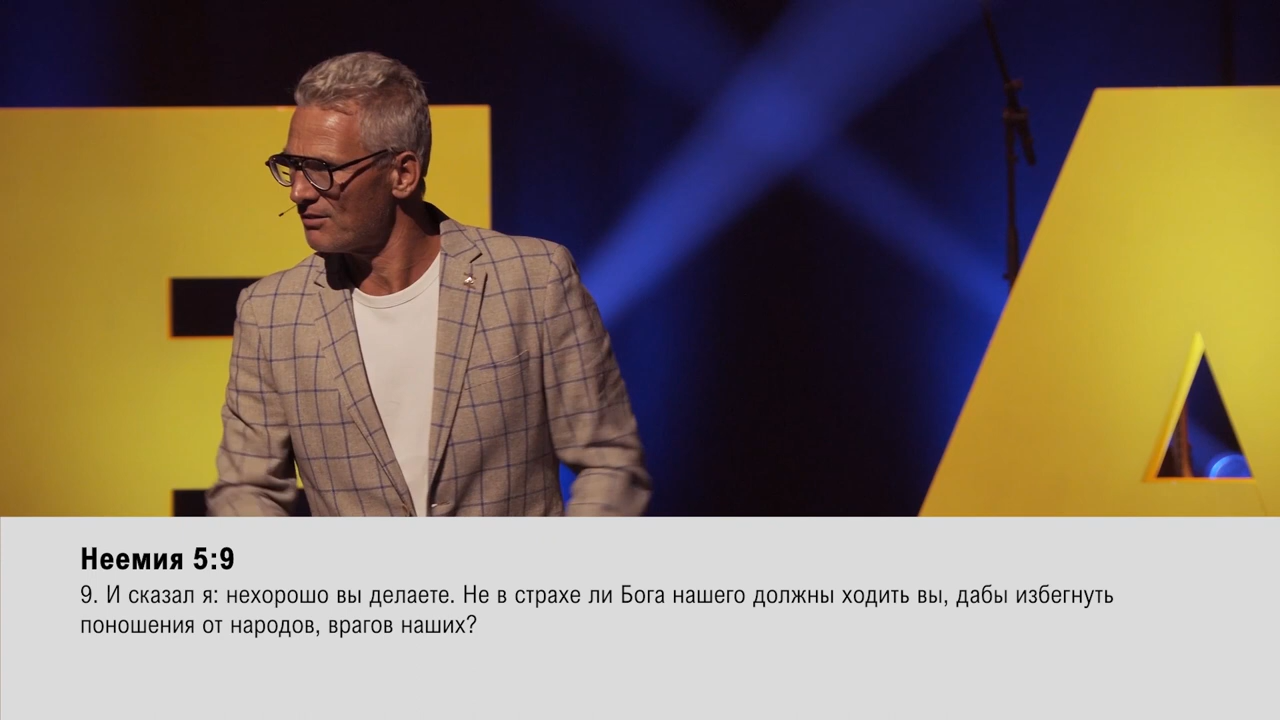 E A
Неемия 5:9
9. И сказал я: нехорошо вы делаете. Не в страхе ли Бога нашего должны ходить вы, дабы избегнуть
поношения от народов, врагов наших?